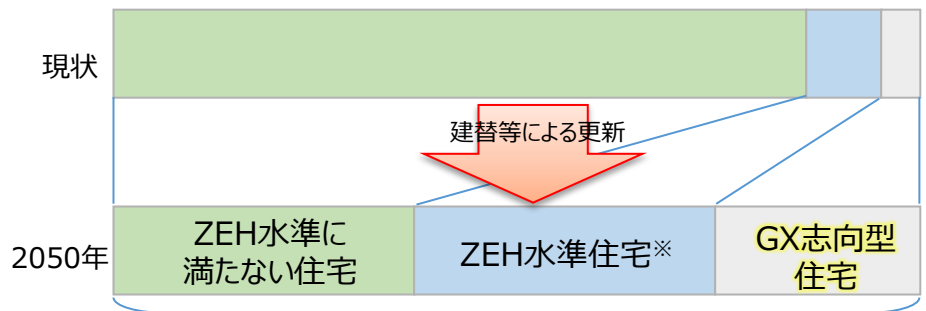 現状
建替等による更新
2050年
ZEH水準に
満たない住宅
ZEH水準住宅※
GX志向型
住宅